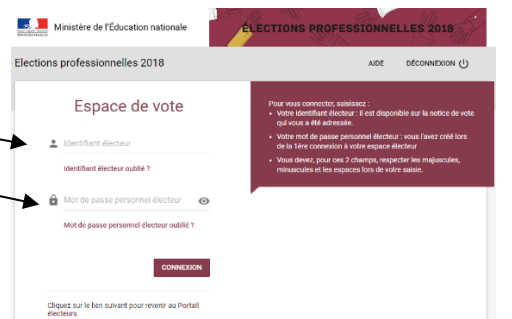 Ministère de l'Éducation nationale
ÉLECTIONS PROFESSIONNELLES 2018
Elections professionnelles 2018
AIDE
DÉCONNEXION
Espace de vote
Identifiant électeur
Identifiant électeur oublié ?
Mot de passe personnel électeur
Mot de passe personnel électeur oublié ?
CONNEXION
Cliquez sur le lien suivant pour revenir au Portail
électeurs.
Pour vous connecter, saisissez :
• Votre identifiant électeur : il est disponible sur la notice de vote
qui vous a été adressée.
• Votre mot de passe personnel électeur : vous l'avez créé lors
de la 1ère connexion à votre espace électeur
• Vous devez, pour ces 2 champs, respecter les majuscules,
minuscules et les espaces lors de votre saisie.